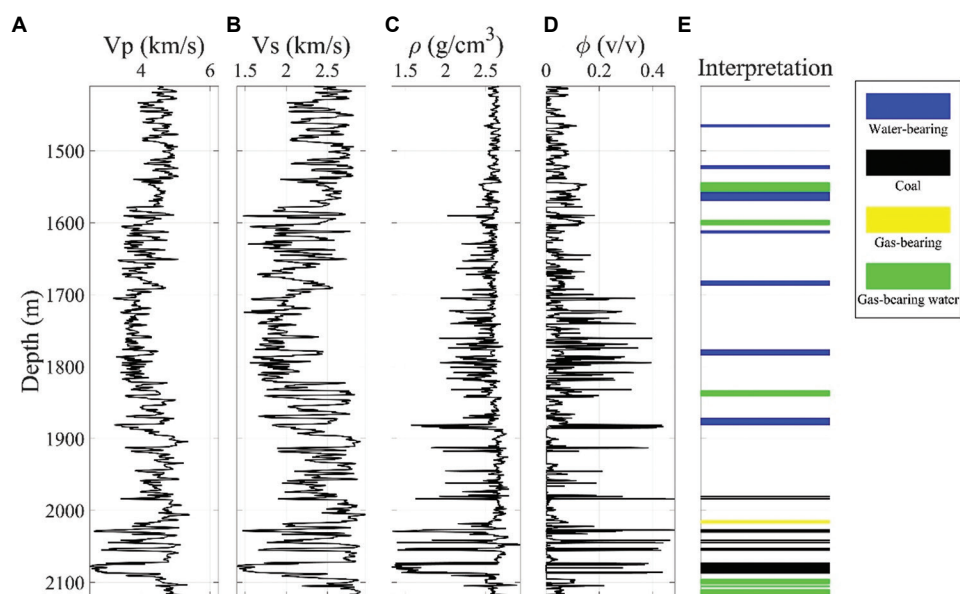 A B C D E
Vp (km/s) Vs (km/s) ρ (g/cm³) ϕ (v/v)
4 6 1.5 2 2.5 1.5 2.5 0 0.2 0.4
Interpretation
Water-bearing
Coal
Gas-bearing
Gas-bearing water
Depth (m)
1500
1600
1700
1800
1900
2000
2100